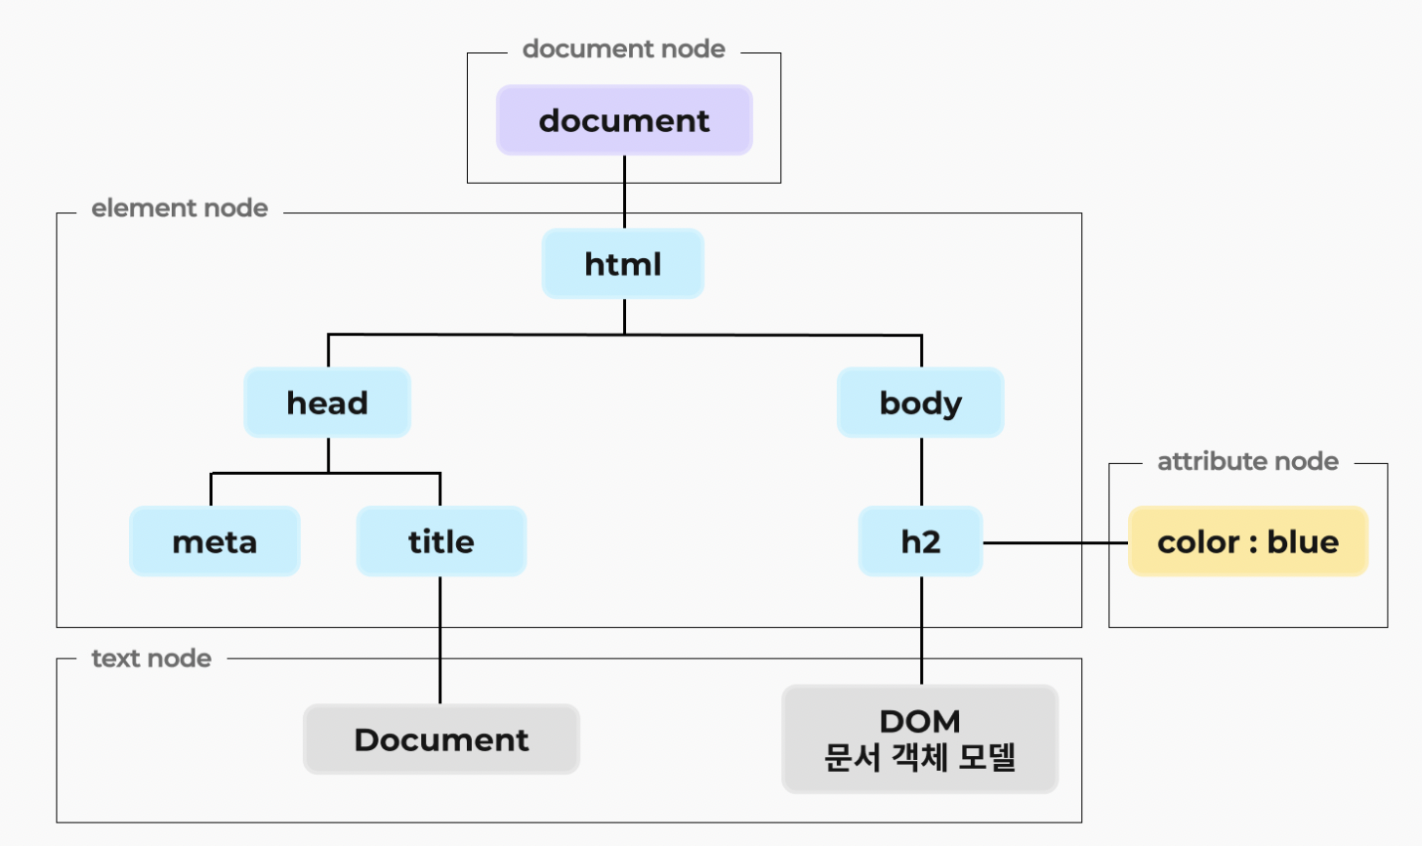 document node
document
element node
html
head
body
attribute node
meta
title
h2
color : blue
text node
Document
DOM
문서 객체 모델